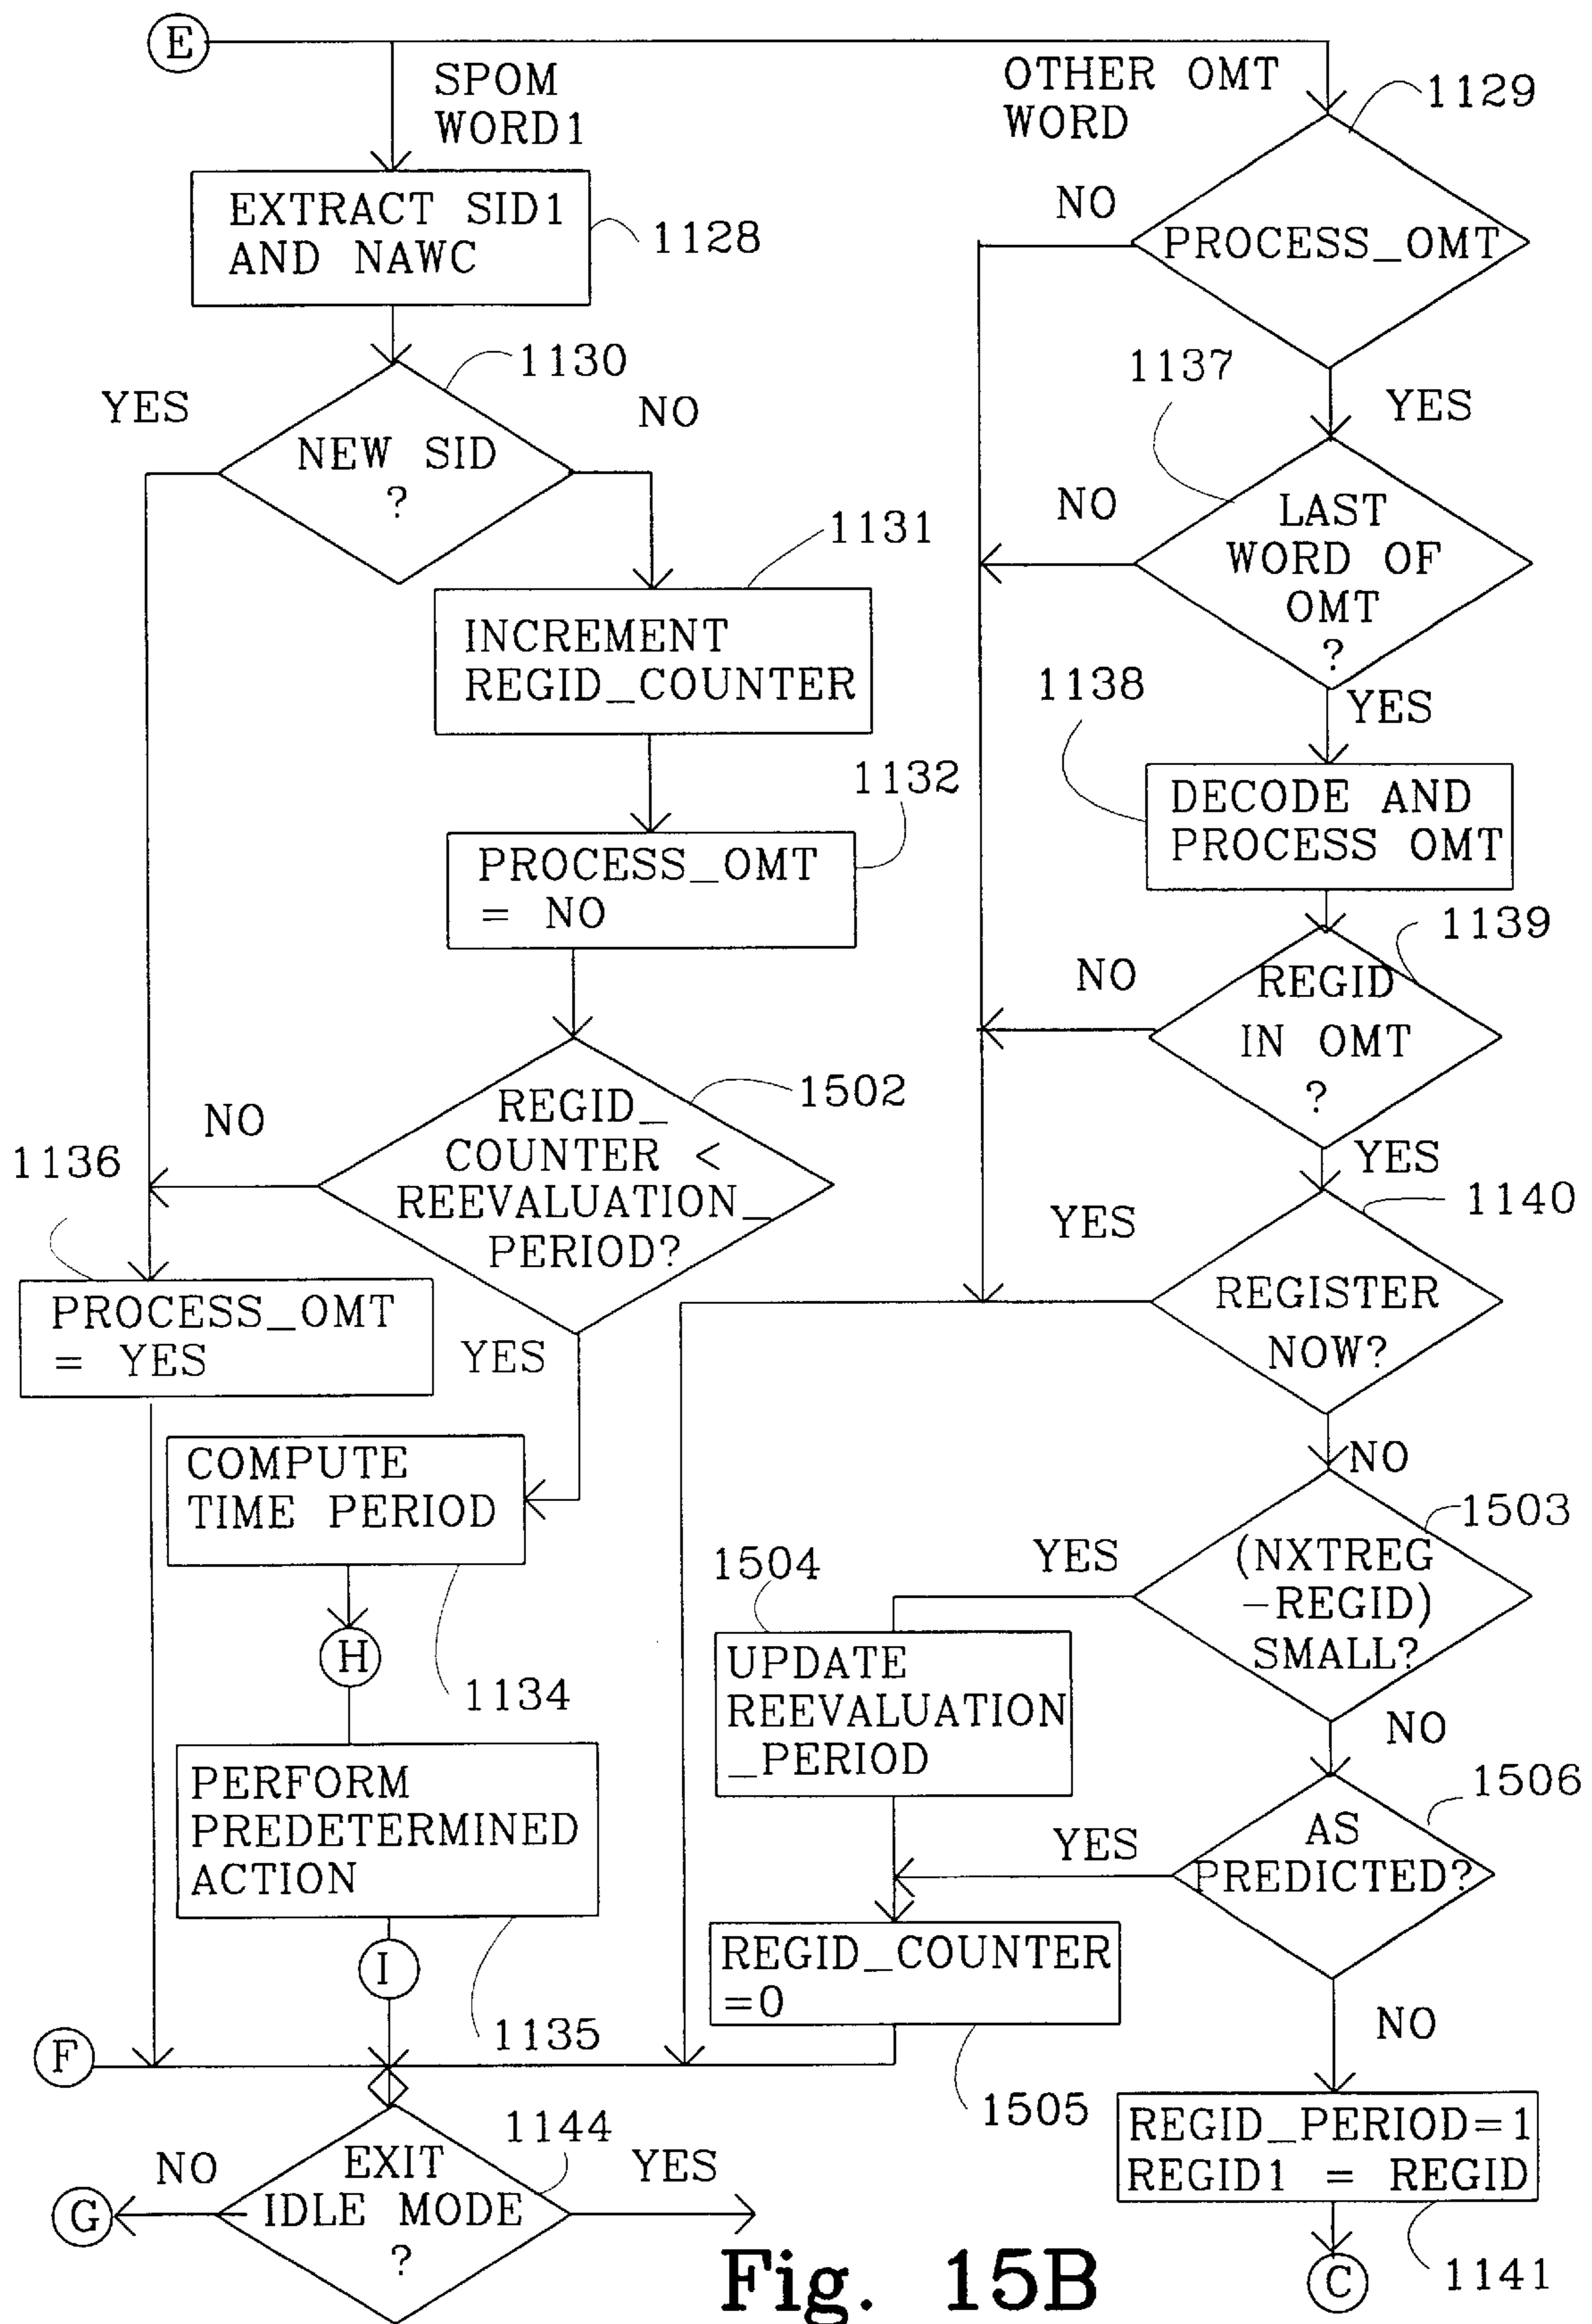 E
SPOM
WORD1
OTHER OMT
WORD
1129
EXTRACT SID1
AND NAWC
1128
NO
PROCESS_OMT
YES
1130
YES
NO
NEW SID
?
1137
NO
LAST
WORD OF
OMT
?
YES
1131
INCREMENT
REGID_COUNTER
1138
DECODE AND
PROCESS OMT
1132
PROCESS_OMT
= NO
1139
NO
REGID
IN OMT
?
YES
1502
NO
REGID_
COUNTER <
REEVALUATION_
PERIOD?
YES
1136
PROCESS_OMT
= YES
1140
YES
REGISTER
NOW?
NO
COMPUTE
TIME PERIOD
1134
H
1503
YES
(NXTREG
-REGID)
SMALL?
NO
1504
UPDATE
REEVALUATION
_PERIOD
PERFORM
PREDETERMINED
ACTION
1135
I
1506
YES
AS
PREDICTED?
NO
REGID_COUNTER
=0
1505
F
1144
NO
EXIT
IDLE MODE
?
YES
G
REGID_PERIOD=1
REGID1 = REGID
1141
C
Fig. 15B